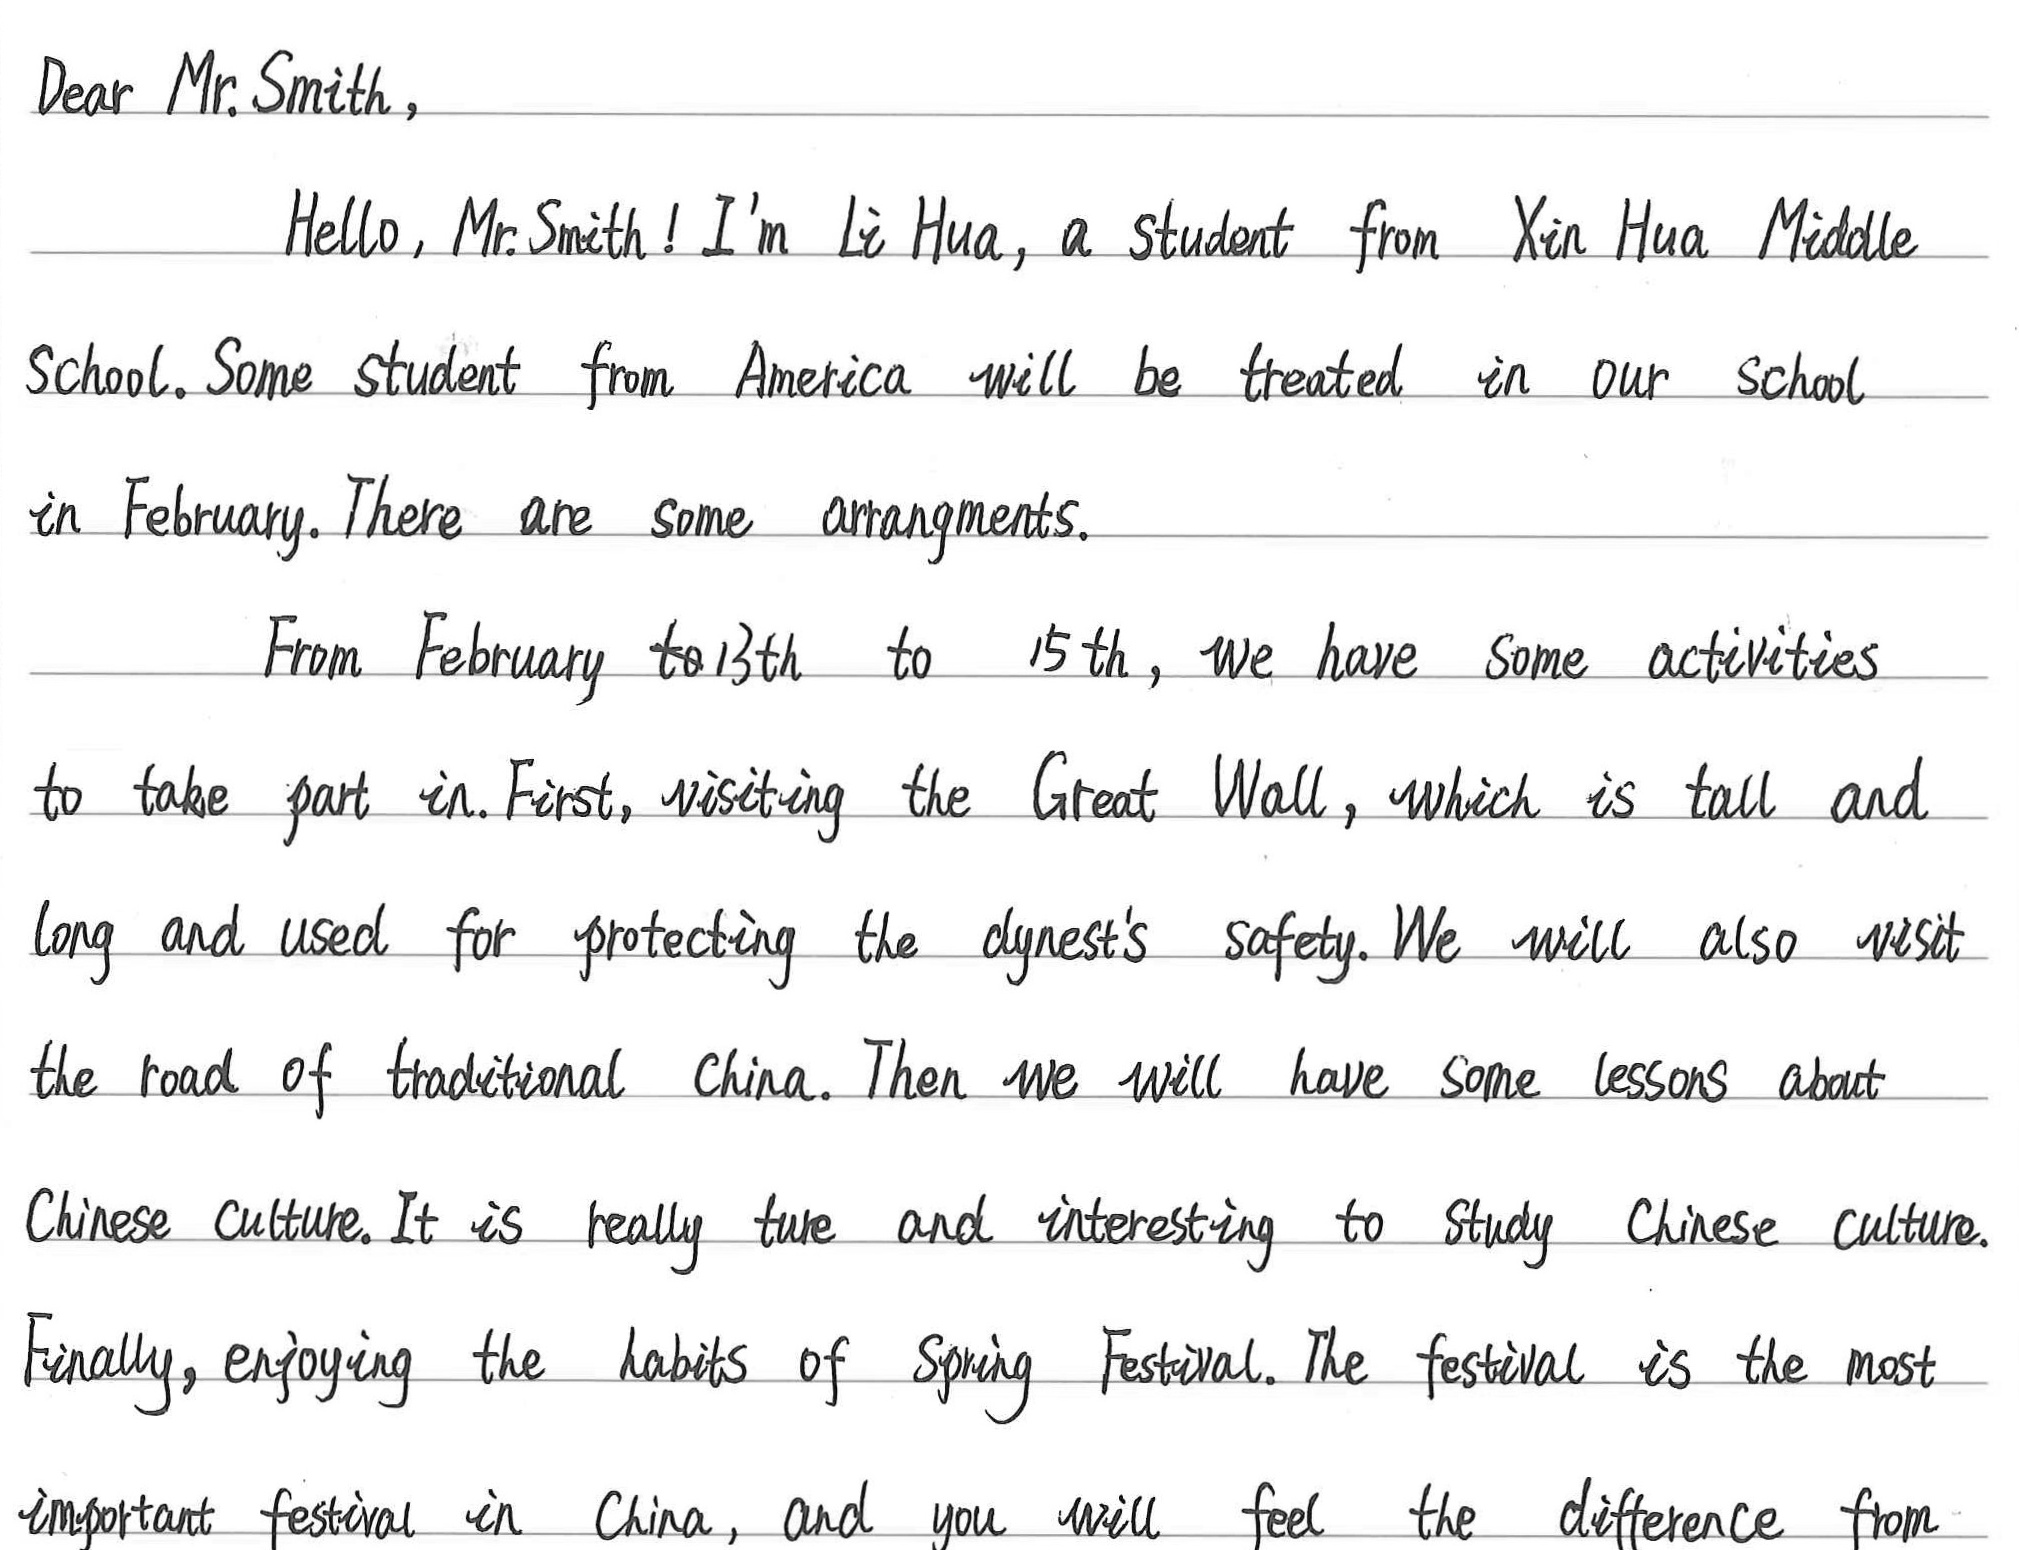 Dear Mr. Smith,
Hello, Mr. Smith! I'm Li Hua, a student from Xin Hua Middle
school. Some student from America will be treated in our school
in February. There are some arrangments.
From February to 13th to 15th, we have some activities
to take part in. First, visiting the Great Wall, which is tall and
long and used for protecting the dynest's safety. We will also visit
the road of traditional China. Then we will have some lessons about
Chinese culture. It is really ture and interesting to study Chinese culture.
Finally, enjoying the habits of Spring Festival. The festival is the most
important festival in China, and you will feel the difference from